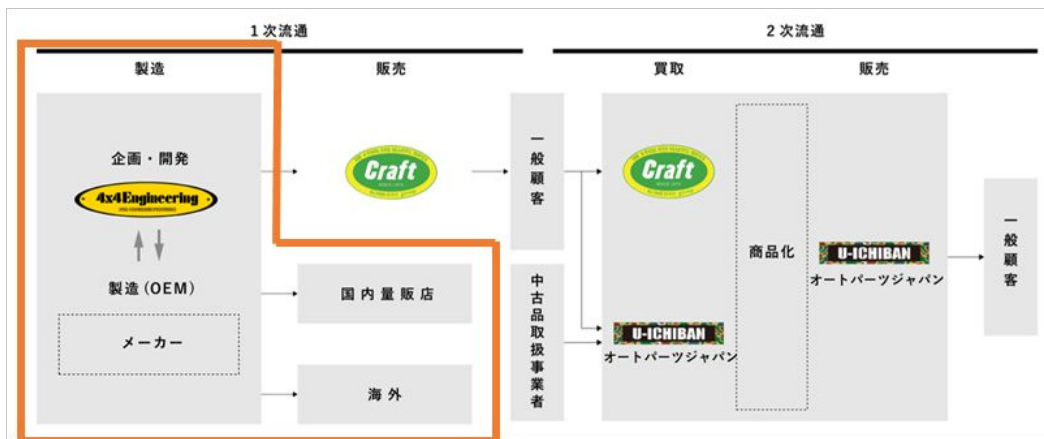 1次流通
2次流通
製造
販売
買取
販売
企画・開発
4x4Engineering
製造(OEM)
メーカー
Craft
国内量販店
海外
一般顧客
中古品取扱事業者
Craft
U-ICHIBAN
オートパーツジャパン
商品化
U-ICHIBAN
オートパーツジャパン
一般顧客